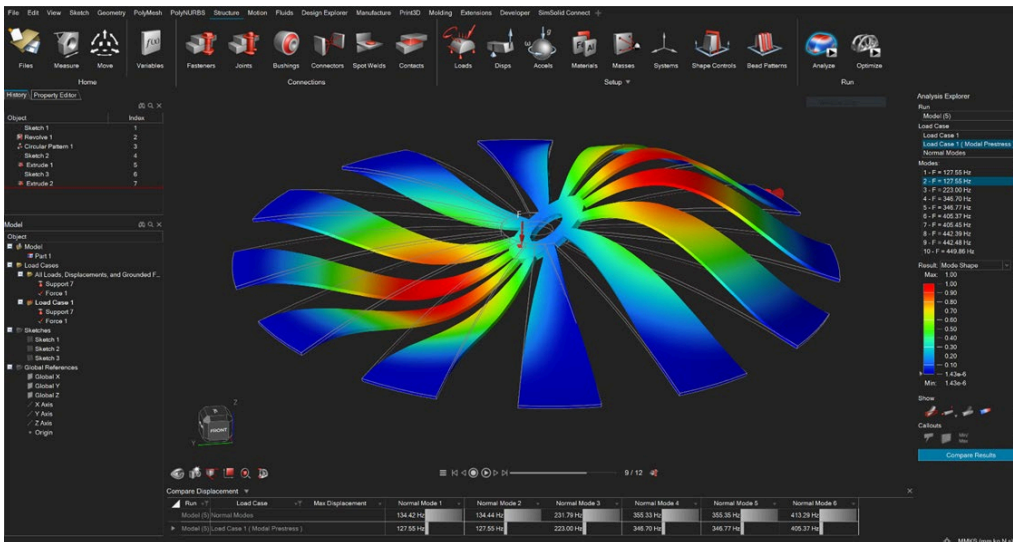 File Edit View Sketch Geometry PolyMesh PolyNURBS Structure Motion Fluids Design Explorer Manufacture Print3D Molding Extensions Developer SimSolid Connect +
Files Measure Move Variables Fasteners Joints Bushings Connectors Spot Welds Contacts Loads Disps Accels Materials Masses Systems Shape Controls Bead Patterns Analyze Optimize
Home Connections Setup Run
History Property Editor
Object Index
Sketch 1 1
Revolve 1 2
Circular Pattern 1 3
Sketch 2 4
Extrude 1 5
Sketch 3 6
Extrude 2 7
Model
Object
Model
Part 1
Load Cases
All Loads, Displacements, and Grounded F...
Support 7
Force 1
Load Case 1
Support 7
Force 1
Sketches
Sketch 1
Sketch 2
Sketch 3
Global References
Global X
Global Y
Global Z
X Axis
Y Axis
Z Axis
Origin
F
Z
FRONT
Y
9 / 12
Analysis Explorer
Run
Model (5)
Load Case
Load Case 1
Load Case 1 ( Modal Prestress
Normal Modes
Modes:
1 - F = 127.55 Hz
2 - F = 127.55 Hz
3 - F = 223.00 Hz
4 - F = 346.70 Hz
5 - F = 346.77 Hz
6 - F = 405.37 Hz
7 - F = 405.45 Hz
8 - F = 442.39 Hz
9 - F = 442.48 Hz
10 - F = 449.86 Hz
Result: Mode Shape
Max: 1.00
1.00
0.90
0.80
0.70
0.60
0.50
0.40
0.30
0.20
0.10
1.43e-6
Min: 1.43e-6
Show
Callouts
Min
Max
Compare Results
Compare Displacement
Run Load Case Max Displacement Normal Mode 1 Normal Mode 2 Normal Mode 3 Normal Mode 4 Normal Mode 5 Normal Mode 6
Model (5) Normal Modes 134.42 Hz 134.44 Hz 231.79 Hz 355.33 Hz 355.35 Hz 413.29 Hz
Model (5) Load Case 1 ( Modal Prestress ) 127.55 Hz 127.55 Hz 223.00 Hz 346.70 Hz 346.77 Hz 405.37 Hz